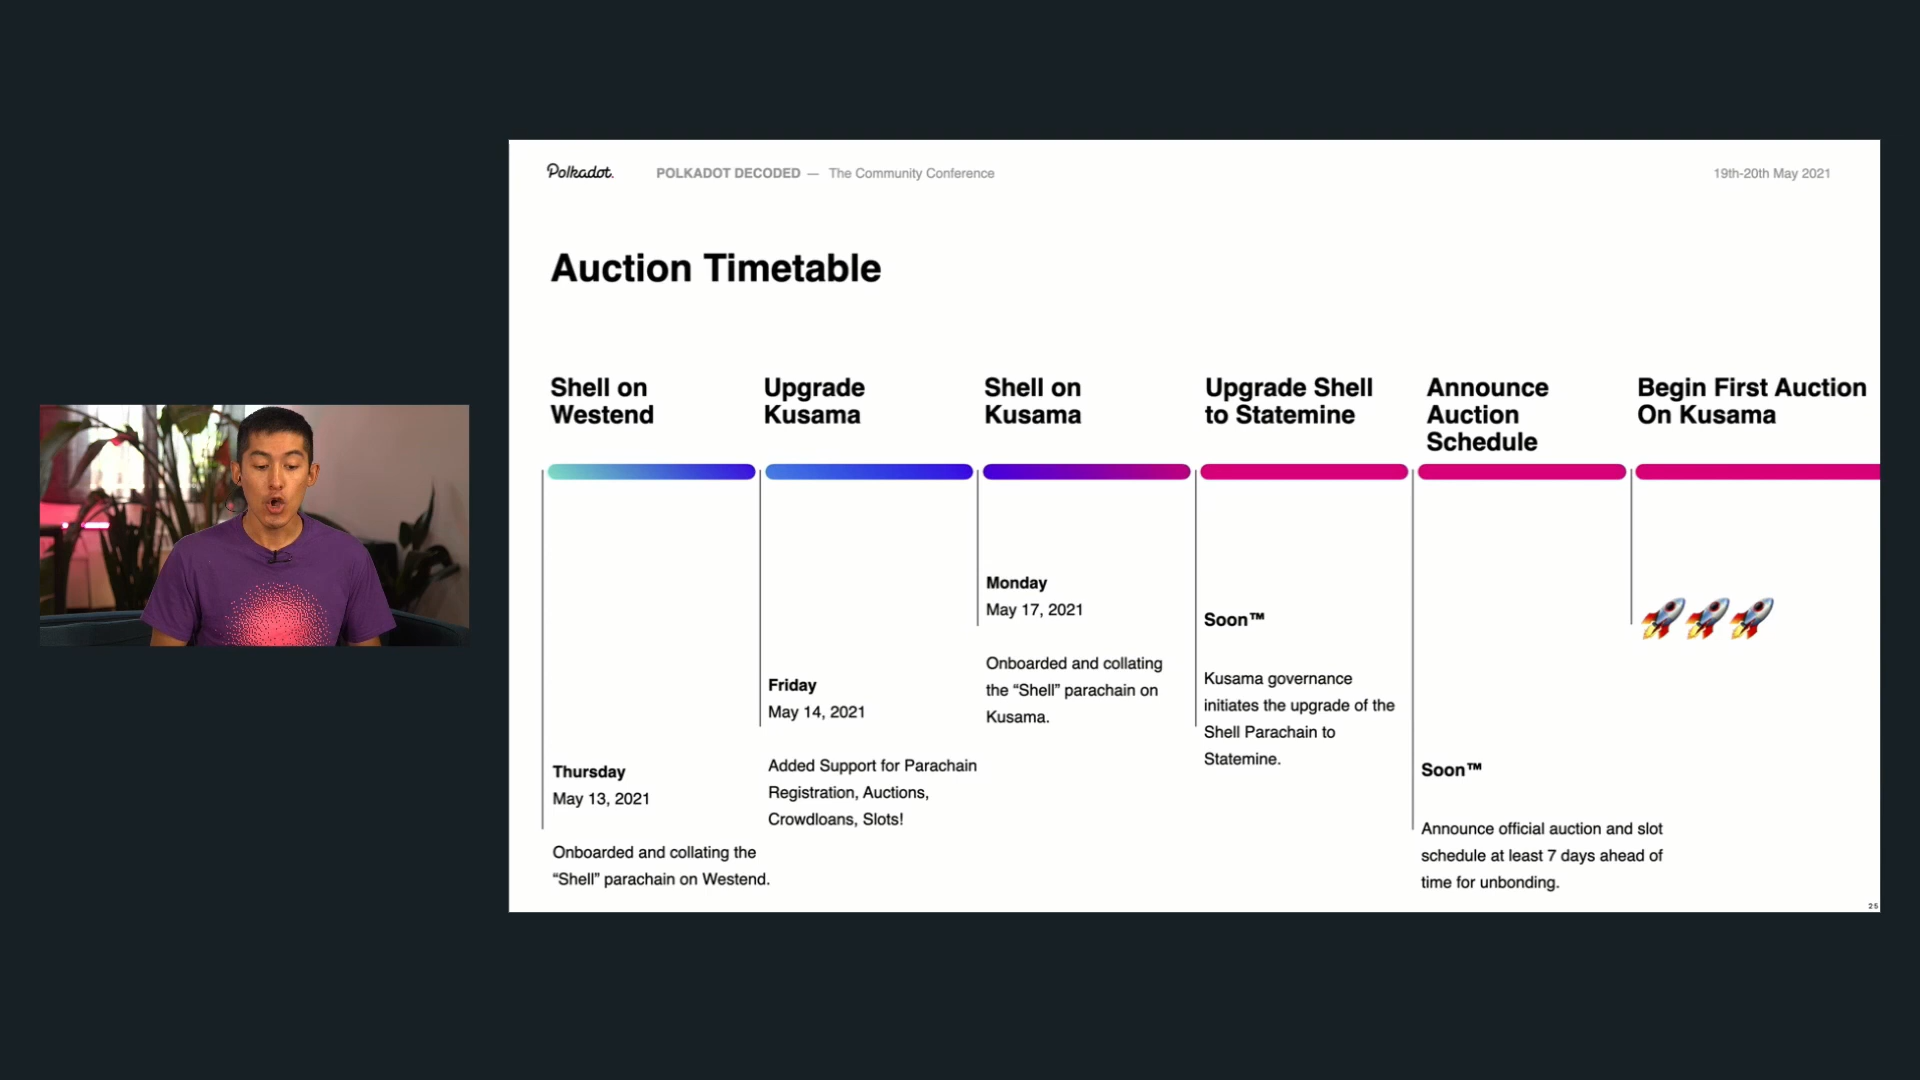 Polkadot.
POLKADOT DECODED — The Community Conference
19th-20th May 2021
Auction Timetable
Shell on
Westend
Thursday
May 13, 2021
Onboarded and collating the
“Shell” parachain on Westend.
Upgrade
Kusama
Friday
May 14, 2021
Added Support for Parachain
Registration, Auctions,
Crowdloans, Slots!
Shell on
Kusama
Monday
May 17, 2021
Onboarded and collating
the “Shell” parachain on
Kusama.
Upgrade Shell
to Statemine
Soon™
Kusama governance
initiates the upgrade of the
Shell Parachain to
Statemine.
Announce
Auction
Schedule
Soon™
Announce official auction and slot
schedule at least 7 days ahead of
time for unbonding.
Begin First Auction
On Kusama
25